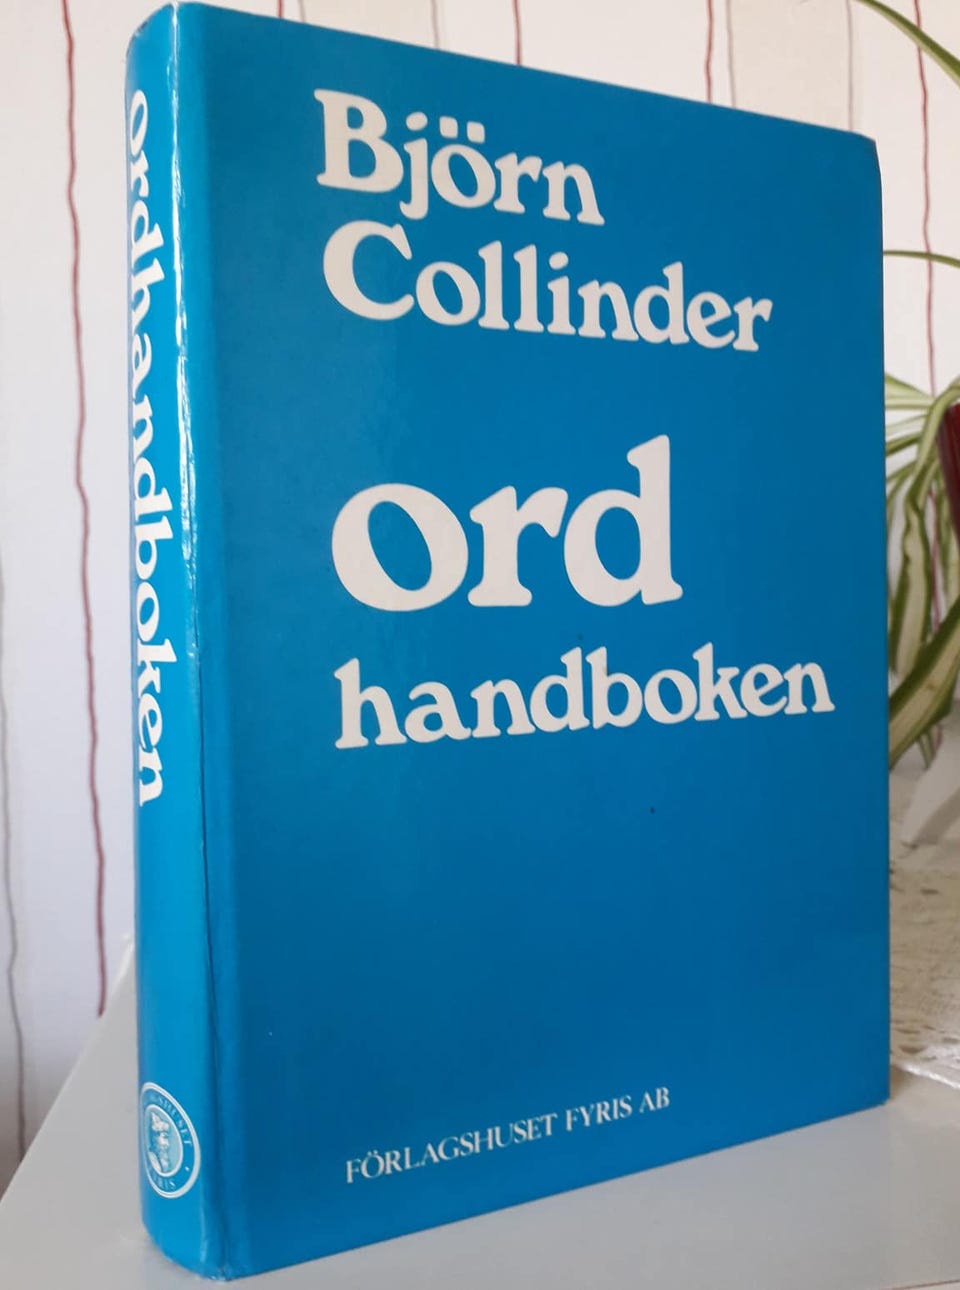 Björn
Collinder
ord
handboken
FÖRLAGSHUSET FYRIS AB
ordhandboken